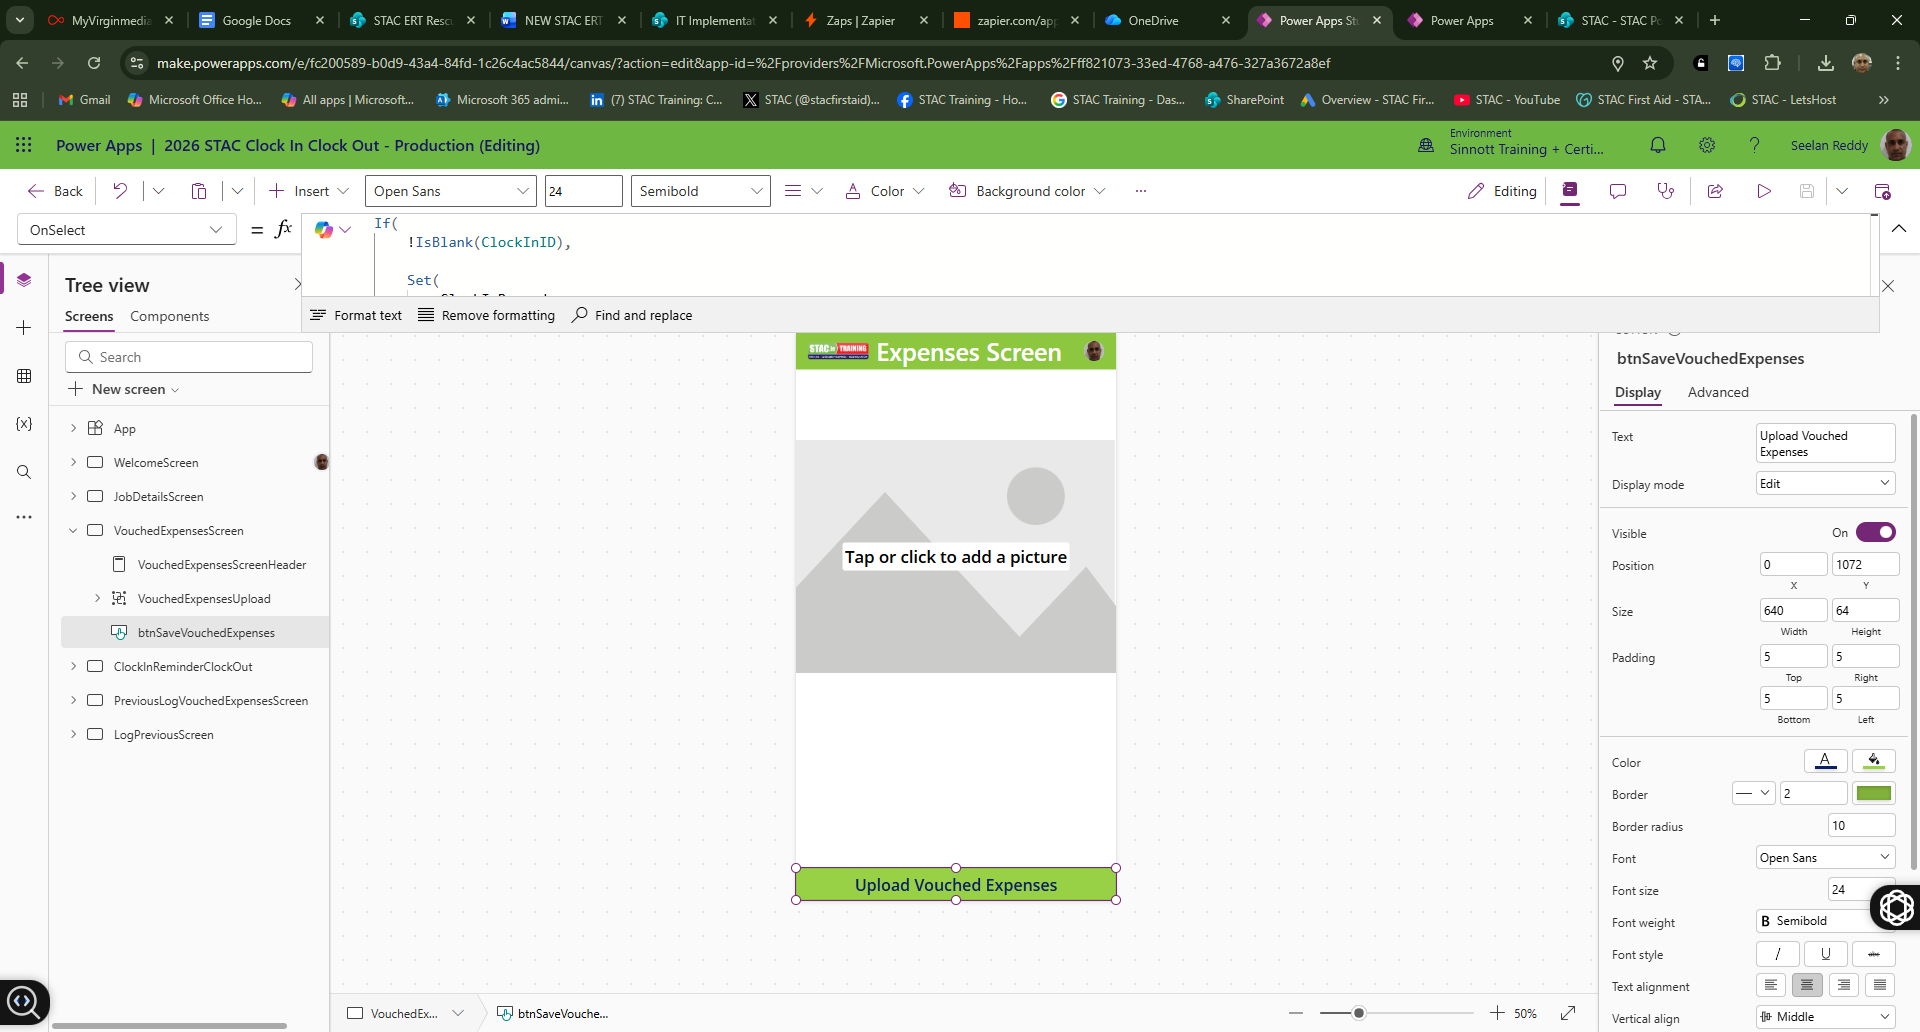 MyVirginmedia
Google Docs
STAC ERT Rescu
NEW STAC ERT
IT Implementat
Zaps | Zapier
zapier.com/app
OneDrive
Power Apps Stu
Power Apps
STAC - STAC Po
make.powerapps.com/e/fc200589-b0d9-43a4-84fd-1c26c4ac5844/canvas/?action=edit&app-id=%2Fproviders%2FMicrosoft.PowerApps%2Fapps%2Fff821073-33ed-4768-a476-327a3672a8ef
Gmail
Microsoft Office Ho...
All apps | Microsoft...
Microsoft 365 admi...
(7) STAC Training: C...
STAC (@stacfirstaid)...
STAC Training - Ho...
STAC Training - Das...
SharePoint
Overview - STAC Fir...
STAC - YouTube
STAC First Aid - STA...
STAC - LetsHost
Power Apps | 2026 STAC Clock In Clock Out - Production (Editing)
Environment
Sinnott Training + Certi...
Seelan Reddy
Back
Insert
Open Sans
24
Semibold
Color
Background color
Editing
OnSelect
= fx
If(
!IsBlank(ClockInID),
Set(
Format text
Remove formatting
Find and replace
Tree view
Screens
Components
Search
New screen
App
WelcomeScreen
JobDetailsScreen
VouchedExpensesScreen
VouchedExpensesScreenHeader
VouchedExpensesUpload
btnSaveVouchedExpenses
ClockInReminderClockOut
PreviousLogVouchedExpensesScreen
LogPreviousScreen
STAC TRAINING
Expenses Screen
Tap or click to add a picture
Upload Vouched Expenses
btnSaveVouchedExpenses
Display
Advanced
Text
Upload Vouched
Expenses
Display mode
Edit
Visible
On
Position
0
1072
X
Y
Size
640
64
Width
Height
Padding
5
5
Top
Right
5
5
Bottom
Left
Color
A
Border
2
Border radius
10
Font
Open Sans
Font size
24
Font weight
B Semibold
Font style
/
U
abc
Text alignment
Vertical align
Middle
VouchedEx...
btnSaveVouche...
50%